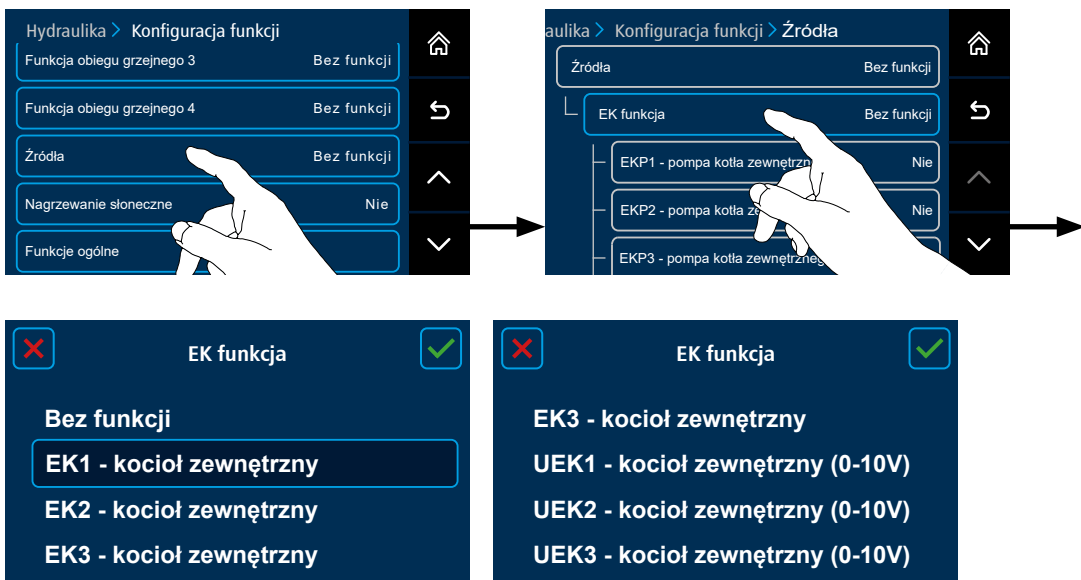 Hydraulika > Konfiguracja funkcji
Funkcja obiegu grzejnego 3 Bez funkcji
Funkcja obiegu grzejnego 4 Bez funkcji
Źródła Bez funkcji
Nagrzewanie słoneczne Nie
Funkcje ogólne
aulika > Konfiguracja funkcji > Źródła
Źródła Bez funkcji
EK funkcja Bez funkcji
EKP1 - pompa kotła zewnętrzn Nie
EKP2 - pompa kotła ze Nie
EKP3 - pompa kotła zewnętrzneg
EK funkcja
Bez funkcji
EK1 - kocioł zewnętrzny
EK2 - kocioł zewnętrzny
EK3 - kocioł zewnętrzny
EK funkcja
EK3 - kocioł zewnętrzny
UEK1 - kocioł zewnętrzny (0-10V)
UEK2 - kocioł zewnętrzny (0-10V)
UEK3 - kocioł zewnętrzny (0-10V)